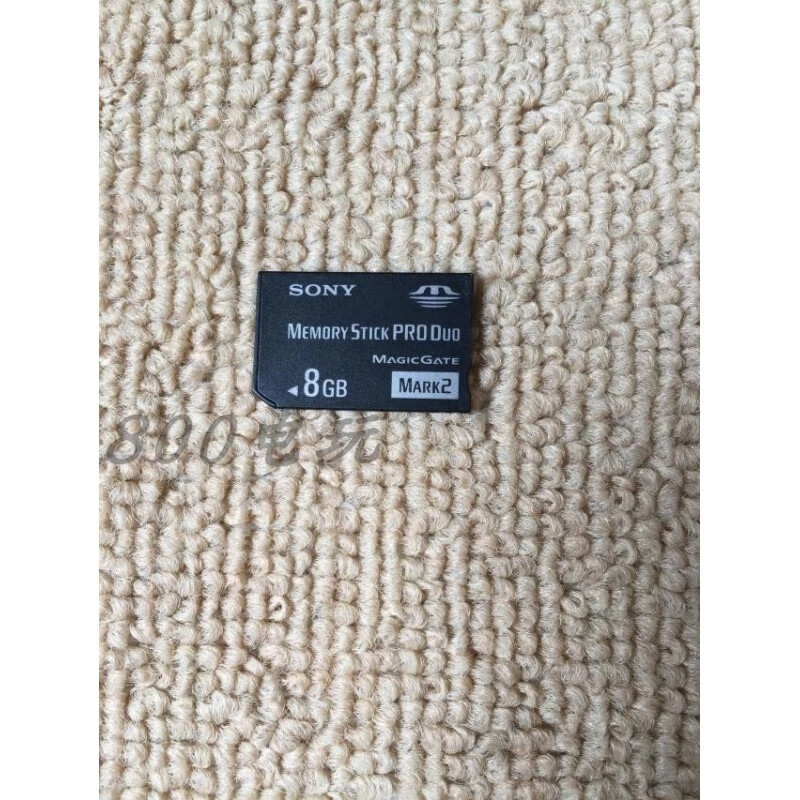 SONY
MEMORY STICK PRO DUO
MAGICGATE
8GB
MARK2
800电玩